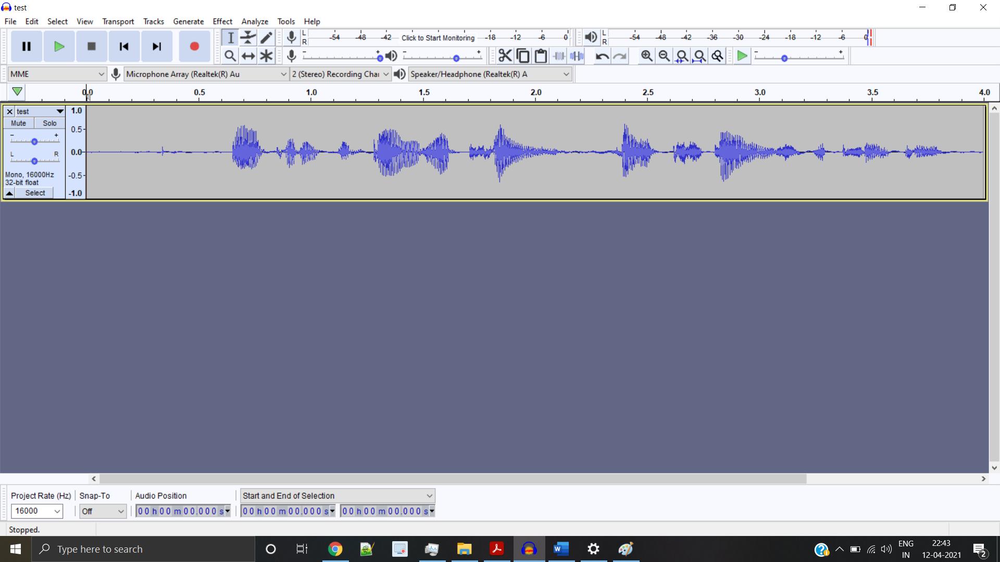 test
File Edit Select View Transport Tracks Generate Effect Analyze Tools Help
L R -54 -48 -42 Click to Start Monitoring -18 -12 -6 0 L R -54 -48 -42 -36 -30 -24 -18 -12 -6 0
- + - + - +
MME Microphone Array (Realtek(R) Au 2 (Stereo) Recording Chai Speaker/Headphone (Realtek(R) A
0.0 0.5 1.0 1.5 2.0 2.5 3.0 3.5 4.0
test 1.0
Mute Solo
0.5
- +
L R 0.0
Mono, 16000Hz -0.5
32-bit float
Select -1.0
Project Rate (Hz) Snap-To Audio Position Start and End of Selection
16000 Off 00 h 00 m 00.000 s 00 h 00 m 00.000 s 00 h 00 m 00.000 s
Stopped.
Type here to search
ENG 22:43
IN 12-04-2021 2